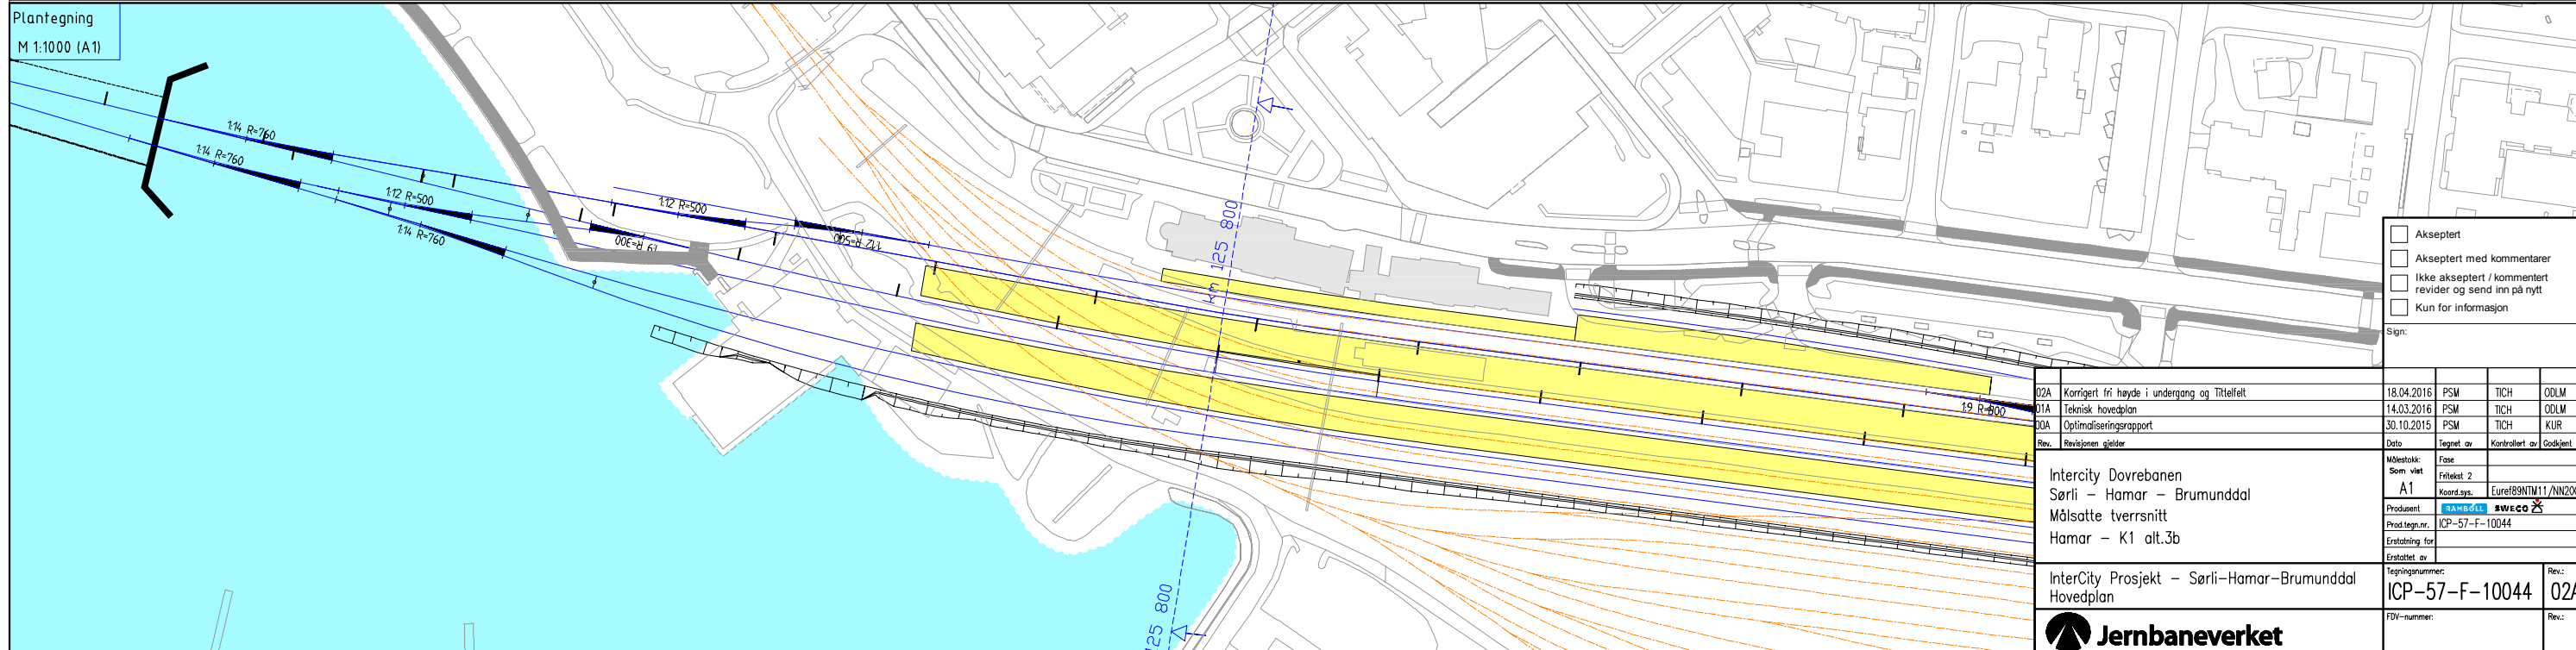 Plantegning
M 1:1000 (A1)
1:14 R=760
1:14 R=760
1:12 R=500
1:14 R=760
1:12 R=500
1:9 R=300
1:12 R=500
km 125 800
125 800
1:9 R=300
Akseptert
Akseptert med kommentarer
Ikke akseptert / kommentert
revider og send inn på nytt
Kun for informasjon
Sign:
02A Korrigert fri høyde i undergang og Tittelfelt 18.04.2016 PSM TICH ODLM
01A Teknisk hovedplan 14.03.2016 PSM TICH ODLM
00A Optimaliseringsrapport 30.10.2015 PSM TICH KUR
Rev. Revisjonen gjelder Dato Tegnet av Kontrollert av Godkjent
Intercity Dovrebanen
Sørli - Hamar - Brumunddal
Målsatte tverrsnitt
Hamar - K1 alt.3b
Målestokk:
Som vist
A1
Fase
Fritekst 2
Koord.sys. Euref89NTM11/NN200
Produsent RAMBOLL SWECO
Prod.tegn.nr. ICP-57-F-10044
Erstatning for
Erstattet av
InterCity Prosjekt - Sørli-Hamar-Brumunddal
Hovedplan
Tegningsnummer: Rev.:
ICP-57-F-10044 02A
FDV-nummer: Rev.:
Jernbaneverket